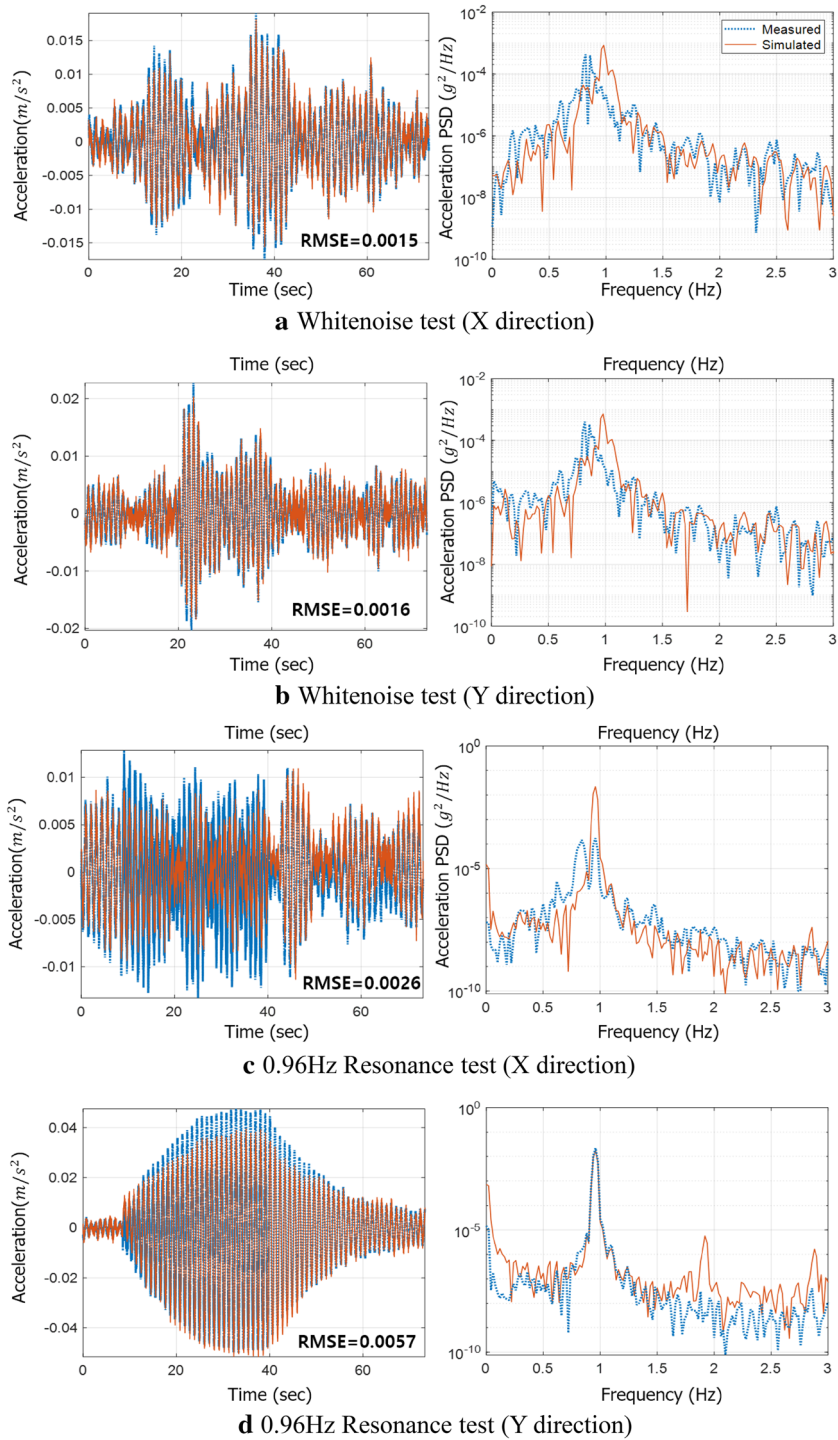 Acceleration(m/s²)
0.015
0.01
0.005
0
-0.005
-0.01
-0.015
RMSE=0.0015
0 20 40 60
Time (sec)
Acceleration PSD (g²/Hz)
10⁻²
10⁻⁴
10⁻⁶
10⁻⁸
10⁻¹⁰
Measured
Simulated
0 0.5 1 1.5 2 2.5 3
Frequency (Hz)
a Whitenoise test (X direction)
Time (sec)
Acceleration(m/s²)
0.02
0.01
0
-0.01
-0.02
RMSE=0.0016
0 20 40 60
Time (sec)
Frequency (Hz)
Acceleration PSD (g²/Hz)
10⁻²
10⁻⁴
10⁻⁶
10⁻⁸
10⁻¹⁰
0 0.5 1 1.5 2 2.5 3
Frequency (Hz)
b Whitenoise test (Y direction)
Time (sec)
Acceleration(m/s²)
0.01
0.005
0
-0.005
-0.01
RMSE=0.0026
0 20 40 60
Time (sec)
Frequency (Hz)
Acceleration PSD (g²/Hz)
10⁰
10⁻⁵
10⁻¹⁰
0 0.5 1 1.5 2 2.5 3
Frequency (Hz)
c 0.96Hz Resonance test (X direction)
Acceleration(m/s²)
0.04
0.02
0
-0.02
-0.04
RMSE=0.0057
0 20 40 60
Time (sec)
Acceleration PSD (g²/Hz)
10⁰
10⁻⁵
10⁻¹⁰
0 0.5 1 1.5 2 2.5 3
Frequency (Hz)
d 0.96Hz Resonance test (Y direction)